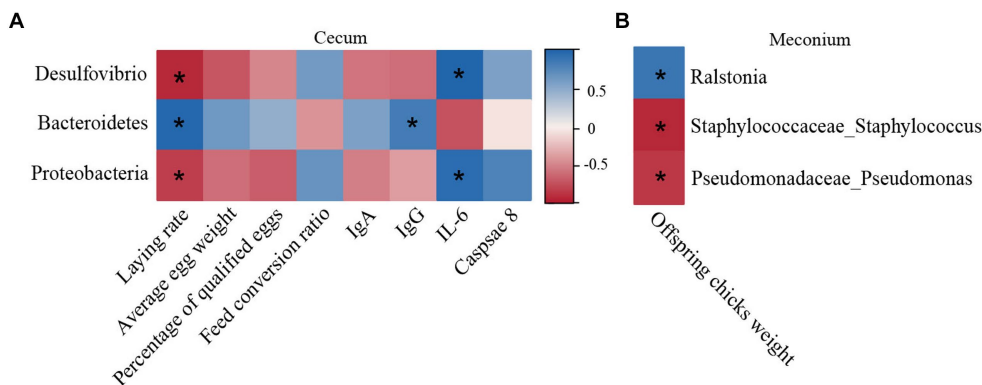 A
Cecum
Desulfovibrio
*
*
Bacteroidetes
*
*
Proteobacteria
*
*
0.5
0
-0.5
Laying rate
Average egg weight
Percentage of qualified eggs
Feed conversion ratio
IgA
IgG
IL-6
Caspsae 8
B
Meconium
*
Ralstonia
*
Staphylococcaceae_Staphylococcus
*
Pseudomonadaceae_Pseudomonas
Offspring chicks weight